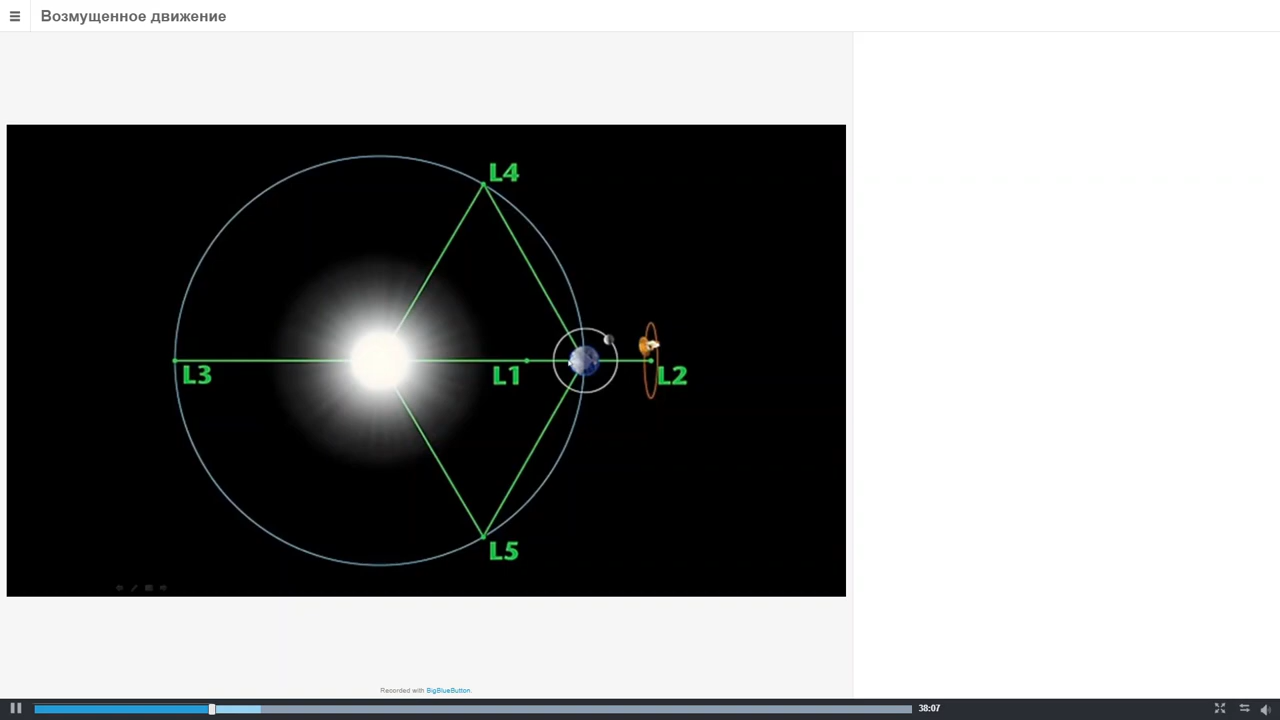 Возмущенное движение
L4
L3
L1
L2
L5
Recorded with BigBlueButton.
38:07